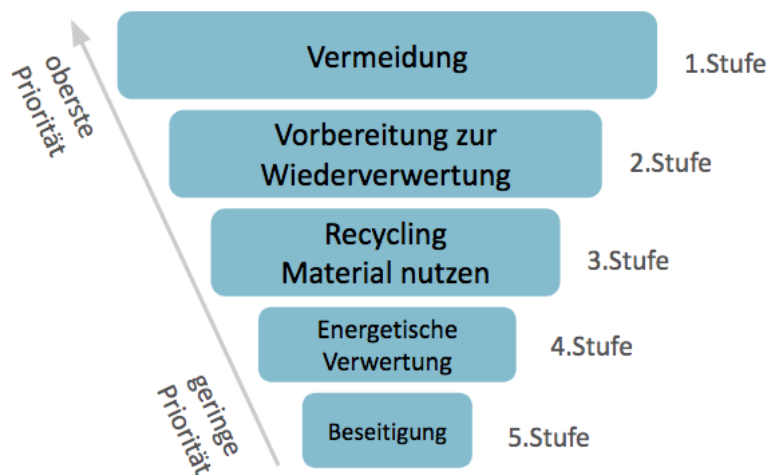 oberste
Priorität
Vermeidung
1.Stufe
Vorbereitung zur
Wiederverwertung
2.Stufe
Recycling
Material nutzen
3.Stufe
Energetische
Verwertung
4.Stufe
geringe
Priorität
Beseitigung
5.Stufe